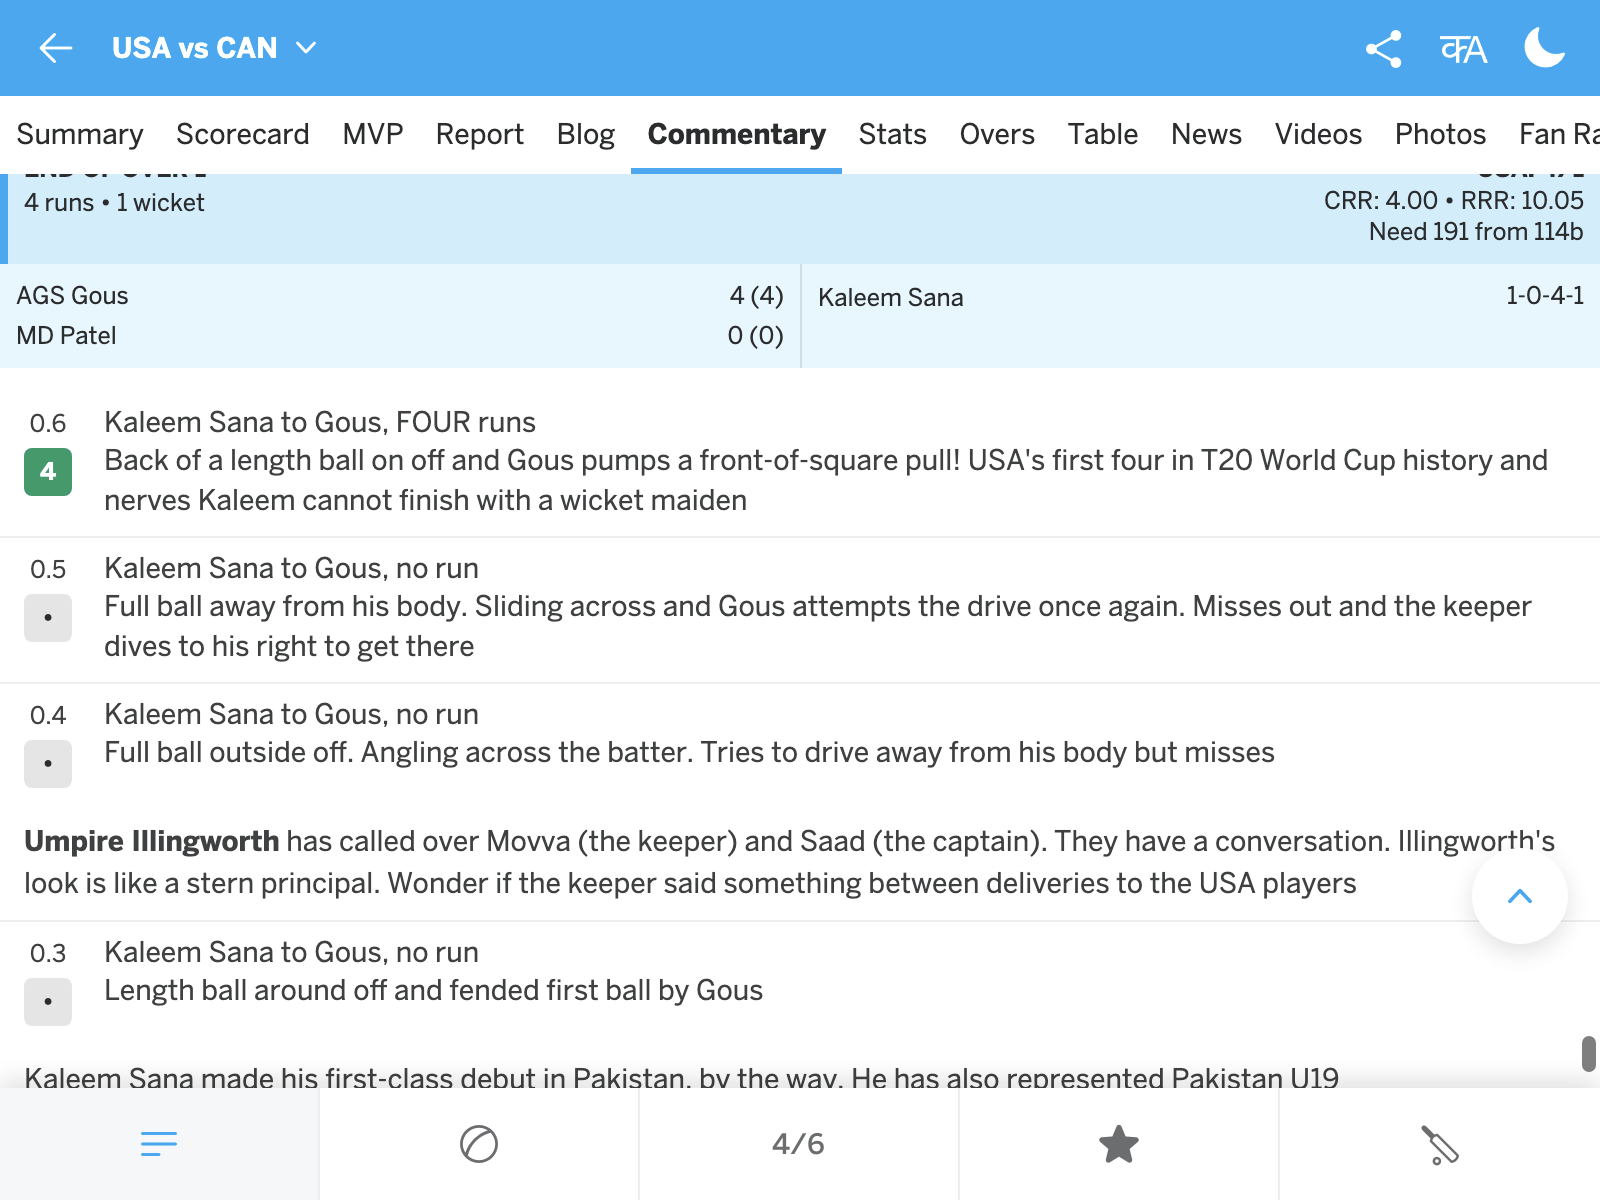 USA vs CAN
क A
Summary Scorecard MVP Report Blog Commentary Stats Overs Table News Videos Photos Fan Ra
4 runs • 1 wicket
CRR: 4.00 • RRR: 10.05
Need 191 from 114b
AGS Gous 4 (4)
MD Patel 0 (0)
Kaleem Sana 1-0-4-1
0.6 Kaleem Sana to Gous, FOUR runs
4 Back of a length ball on off and Gous pumps a front-of-square pull! USA's first four in T20 World Cup history and
nerves Kaleem cannot finish with a wicket maiden
0.5 Kaleem Sana to Gous, no run
• Full ball away from his body. Sliding across and Gous attempts the drive once again. Misses out and the keeper
dives to his right to get there
0.4 Kaleem Sana to Gous, no run
• Full ball outside off. Angling across the batter. Tries to drive away from his body but misses
Umpire Illingworth has called over Movva (the keeper) and Saad (the captain). They have a conversation. Illingworth's
look is like a stern principal. Wonder if the keeper said something between deliveries to the USA players
0.3 Kaleem Sana to Gous, no run
• Length ball around off and fended first ball by Gous
Kaleem Sana made his first-class debut in Pakistan, by the way. He has also represented Pakistan U19
4/6